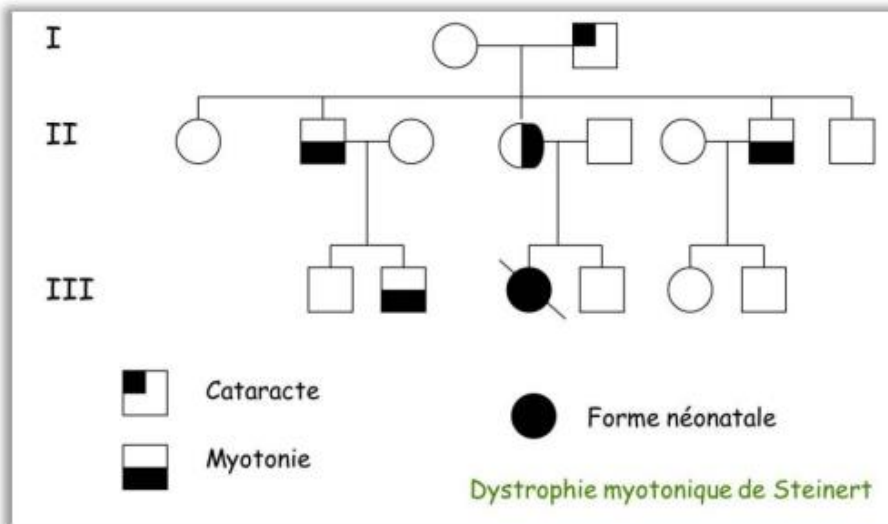 I
II
III
Cataracte
Forme néonatale
Myotonie
Dystrophie myotonique de Steinert